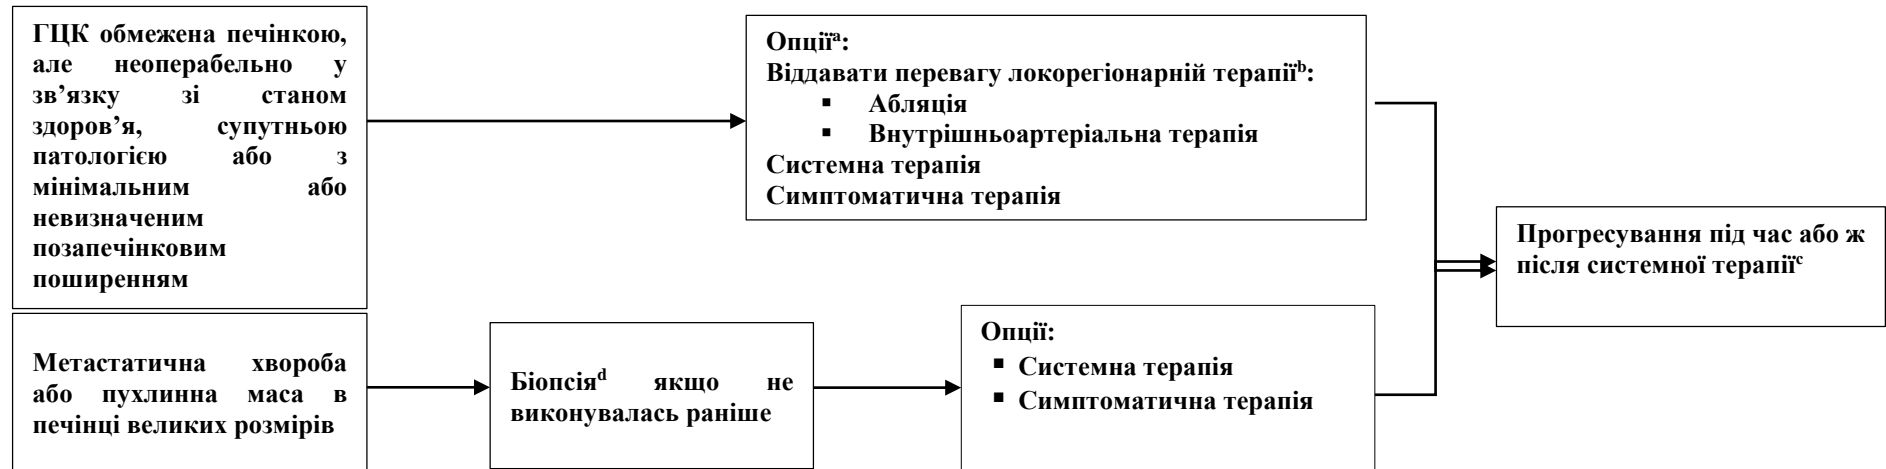 ГЦК обмежена печінкою,
але неоперабельно у
зв’язку зі станом
здоров’я, супутньою
патологією або з
мінімальним або
невизначеним
позапечінковим
поширенням
Опціїᵃ:
Віддавати перевагу локорегіонарній терапіїᵇ:
▪ Абляція
▪ Внутрішньоартеріальна терапія
Системна терапія
Симптоматична терапія
Прогресування під час або ж
після системної терапіїᶜ
Метастатична хвороба
або пухлинна маса в
печінці великих розмірів
Біопсіяᵈ якщо не
виконувалась раніше
Опції:
▪ Системна терапія
▪ Симптоматична терапія